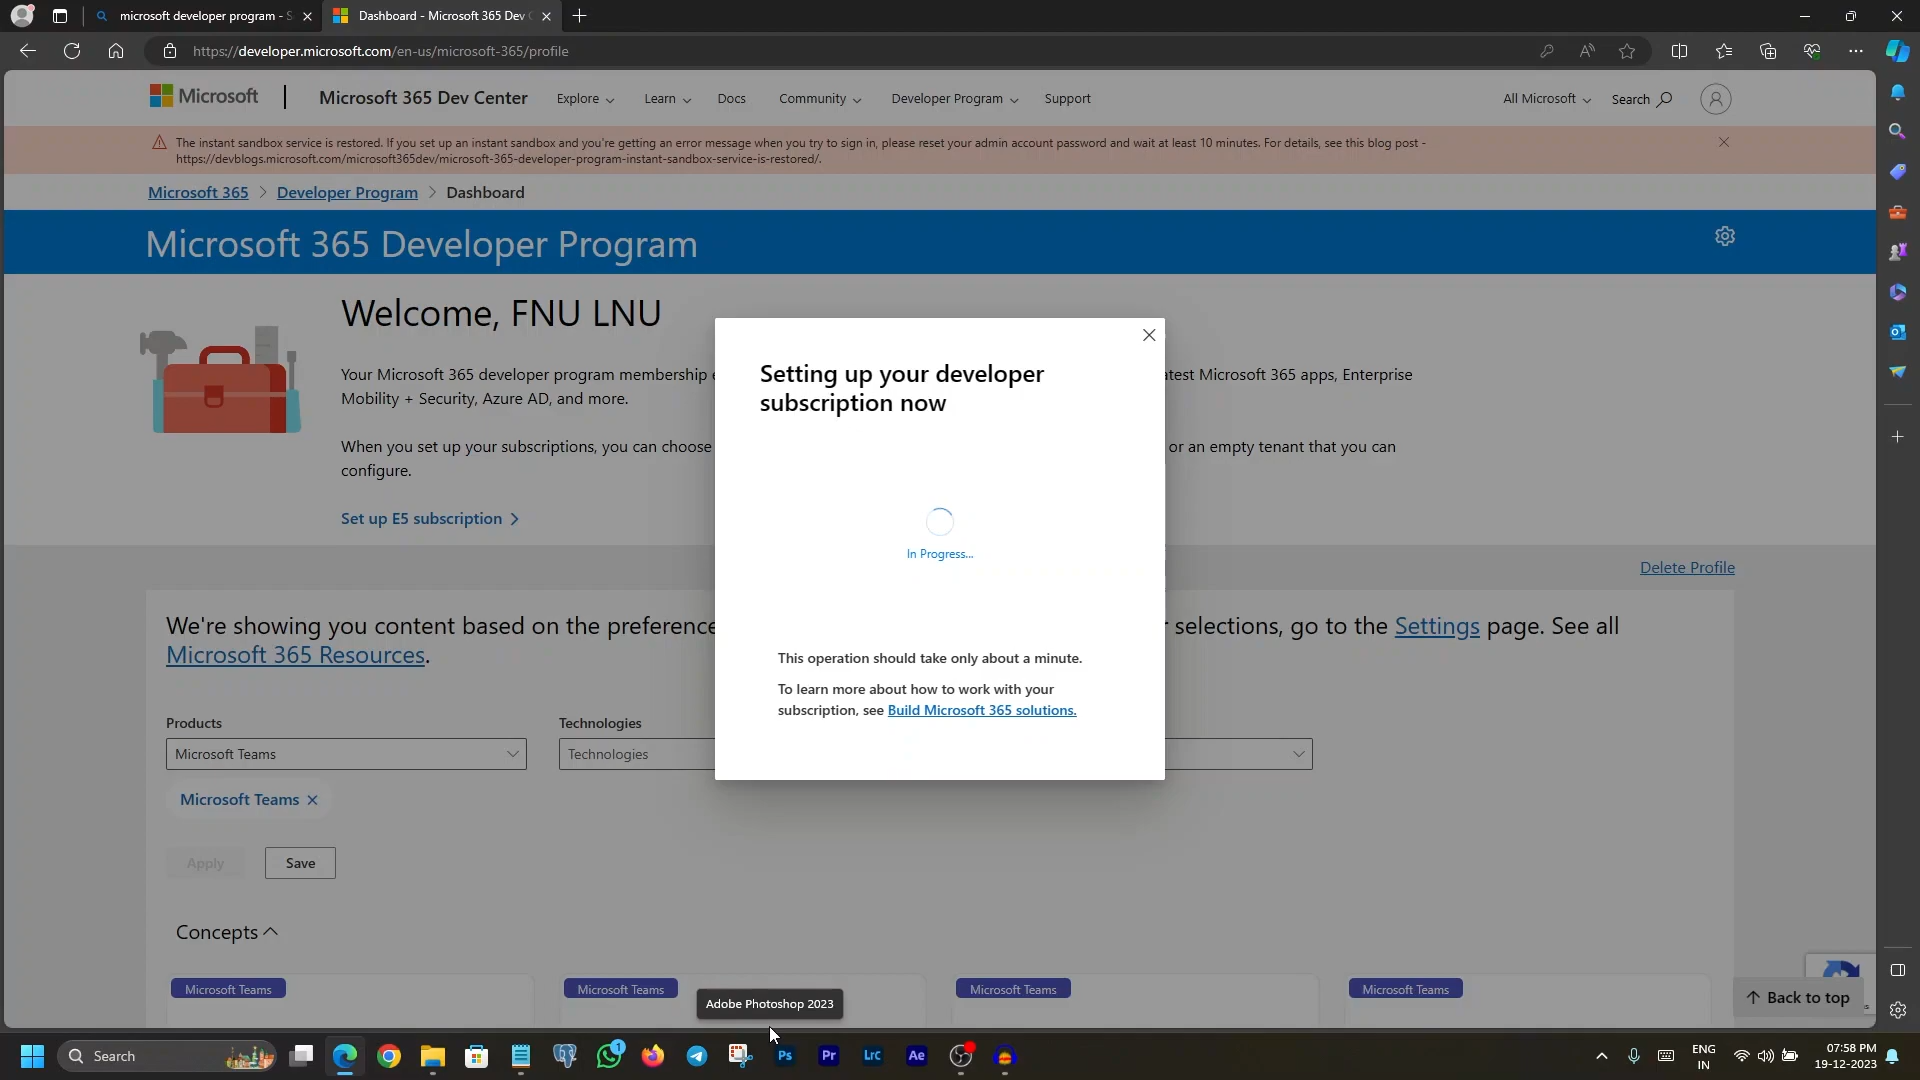 microsoft developer program - S
Dashboard - Microsoft 365 Dev C
https://developer.microsoft.com/en-us/microsoft-365/profile
Microsoft
Microsoft 365 Dev Center
Explore
Learn
Docs
Community
Developer Program
Support
All Microsoft
Search
The instant sandbox service is restored. If you set up an instant sandbox and you're getting an error message when you try to sign in, please reset your admin account password and wait at least 10 minutes. For details, see this blog post -
https://devblogs.microsoft.com/microsoft365dev/microsoft-365-developer-program-instant-sandbox-service-is-restored/.
Microsoft 365 > Developer Program > Dashboard
Microsoft 365 Developer Program
Welcome, FNU LNU
Your Microsoft 365 developer program membership
atest Microsoft 365 apps, Enterprise
Mobility + Security, Azure AD, and more.
When you set up your subscriptions, you can choose
or an empty tenant that you can
configure.
Set up E5 subscription
Setting up your developer
subscription now
In Progress...
This operation should take only about a minute.
To learn more about how to work with your
subscription, see Build Microsoft 365 solutions.
Delete Profile
We're showing you content based on the preference
selections, go to the Settings page. See all
Microsoft 365 Resources.
Products
Technologies
Microsoft Teams
Technologies
Microsoft Teams
Apply
Save
Concepts
Microsoft Teams
Microsoft Teams
Microsoft Teams
Microsoft Teams
Adobe Photoshop 2023
Back to top
Search
1
Ps
Pr
LrC
Ae
ENG
IN
07:58 PM
19-12-2023